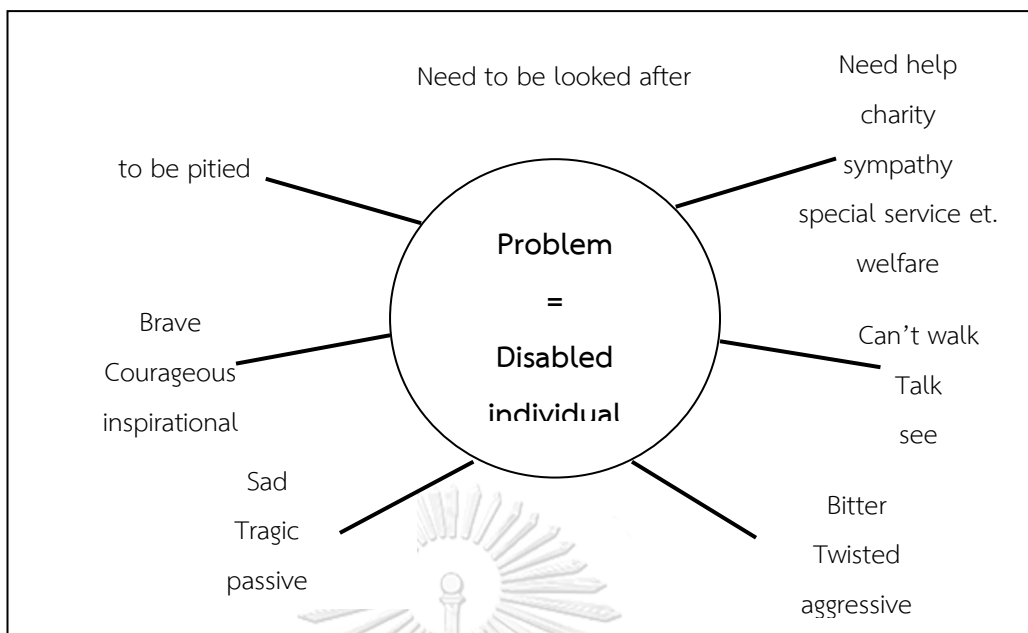 Need to be looked after
Need help
charity
sympathy
special service et.
welfare
to be pitied
Problem
=
Disabled
individual
Brave
Courageous
inspirational
Can't walk
Talk
see
Sad
Tragic
passive
Bitter
Twisted
aggressive